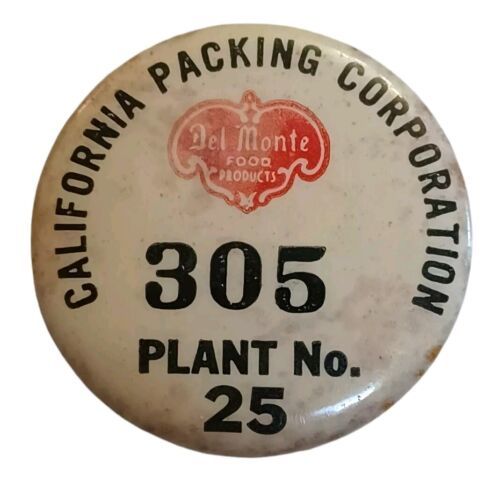 CALIFORNIA PACKING CORPORATION
Del Monte
FOOD
PRODUCTS
305
PLANT No.
25